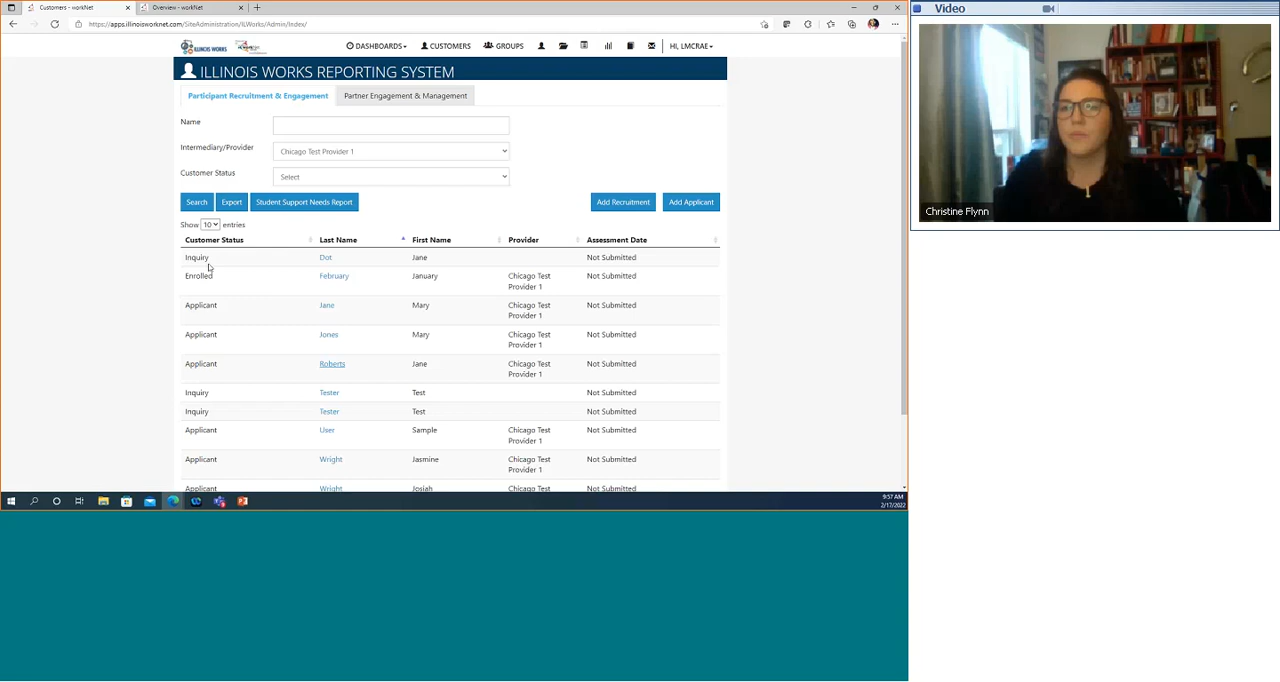 Customers - workNet
Overview - workNet
https://apps.illinoisworknet.com/SiteAdministration/ILWorks/Admin/Index/
ILLINOIS WORKS
DASHBOARDS
CUSTOMERS
GROUPS
HI, LMCRAE
ILLINOIS WORKS REPORTING SYSTEM
Participant Recruitment & Engagement
Partner Engagement & Management
Name
Intermediary/Provider
Chicago Test Provider 1
Customer Status
Select
Search
Export
Student Support Needs Report
Add Recruitment
Add Applicant
Show 10 entries
Customer Status Last Name First Name Provider Assessment Date
Inquiry Dot Jane Not Submitted
Enrolled February January Chicago Test Not Submitted
Provider 1
Applicant Jane Mary Chicago Test Not Submitted
Provider 1
Applicant Jones Mary Chicago Test Not Submitted
Provider 1
Applicant Roberts Jane Chicago Test Not Submitted
Provider 1
Inquiry Tester Test Not Submitted
Inquiry Tester Test Not Submitted
Applicant User Sample Chicago Test Not Submitted
Provider 1
Applicant Wright Jasmine Chicago Test Not Submitted
Provider 1
Applicant Wright Josiah Chicago Test Not Submitted
9:57 AM
2/17/2022
Video
Christine Flynn